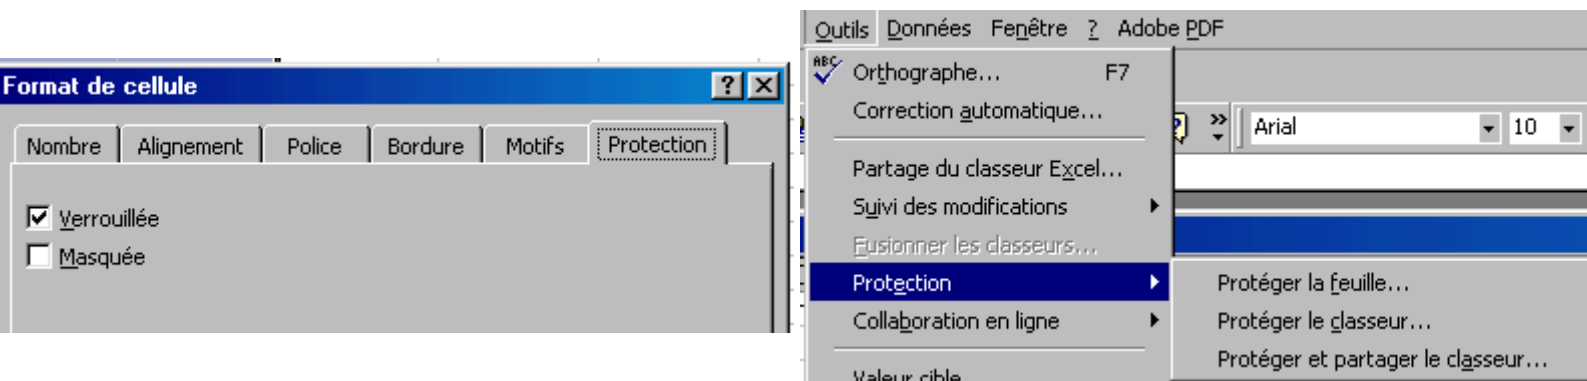 Format de cellule
Nombre Alignement Police Bordure Motifs Protection
Verrouillée
Masquée
Outils Données Fenêtre ? Adobe PDF
ABC Orthographe... F7
Correction automatique...
Arial 10
Partage du classeur Excel...
Suivi des modifications
Fusionner les classeurs...
Protection
Collaboration en ligne
Valeur cible
Protéger la feuille...
Protéger le classeur...
Protéger et partager le classeur...